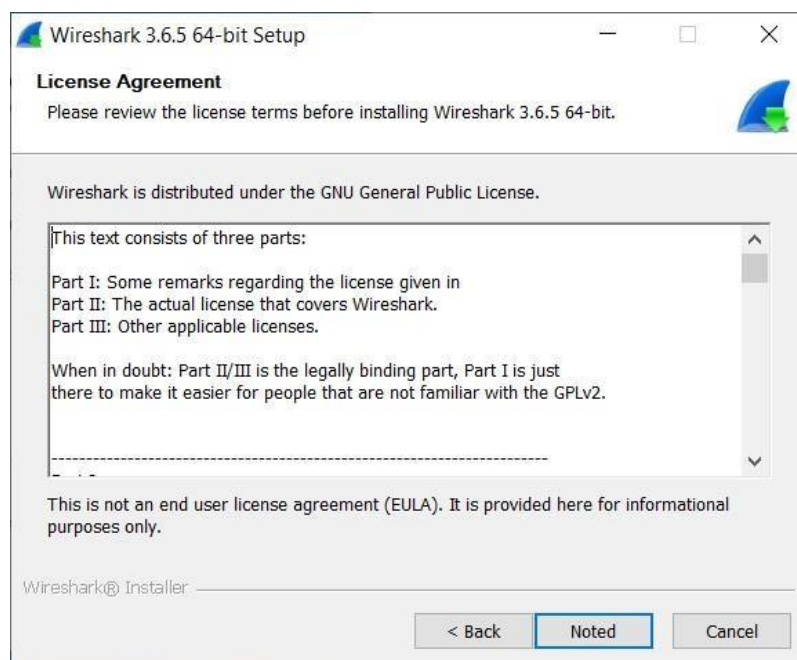 Wireshark 3.6.5 64-bit Setup
License Agreement
Please review the license terms before installing Wireshark 3.6.5 64-bit.
Wireshark is distributed under the GNU General Public License.
This text consists of three parts:
Part I: Some remarks regarding the license given in
Part II: The actual license that covers Wireshark.
Part III: Other applicable licenses.
When in doubt: Part II/III is the legally binding part, Part I is just
there to make it easier for people that are not familiar with the GPLv2.
----------------------------------------------------------------------
This is not an end user license agreement (EULA). It is provided here for informational
purposes only.
Wireshark® Installer
< Back Noted Cancel